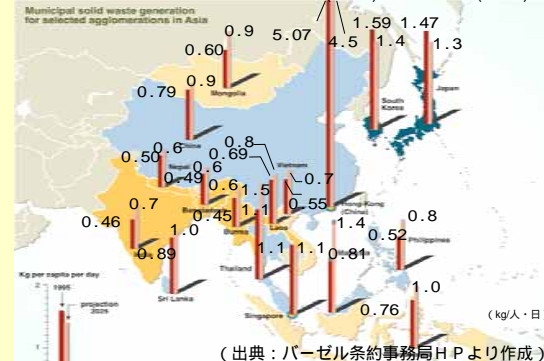 Municipal solid waste generation
for selected agglomerations in Asia
0.9
5.07
4.5
1.59
1.47
1.4
1.3
0.60
0.9
Mongolia
Japan
0.79
South
Korea
China
0.8
0.6
0.69
Vietnam
0.50
Nepal
0.49
0.6
0.7
0.6
1.5
0.55
Hong-Kong
(China)
0.7
0.45
1.1
Laos
1.4
0.8
0.46
1.0
Burma
0.52
Philippines
0.89
1.1
1.1
0.81
Thailand
Sri Lanka
1.0
Kg per capita per day
2
1995
projection
2025
Singapore
0.76
(kg/人・日
1
(出典：バーゼル条約事務局HPより作成)